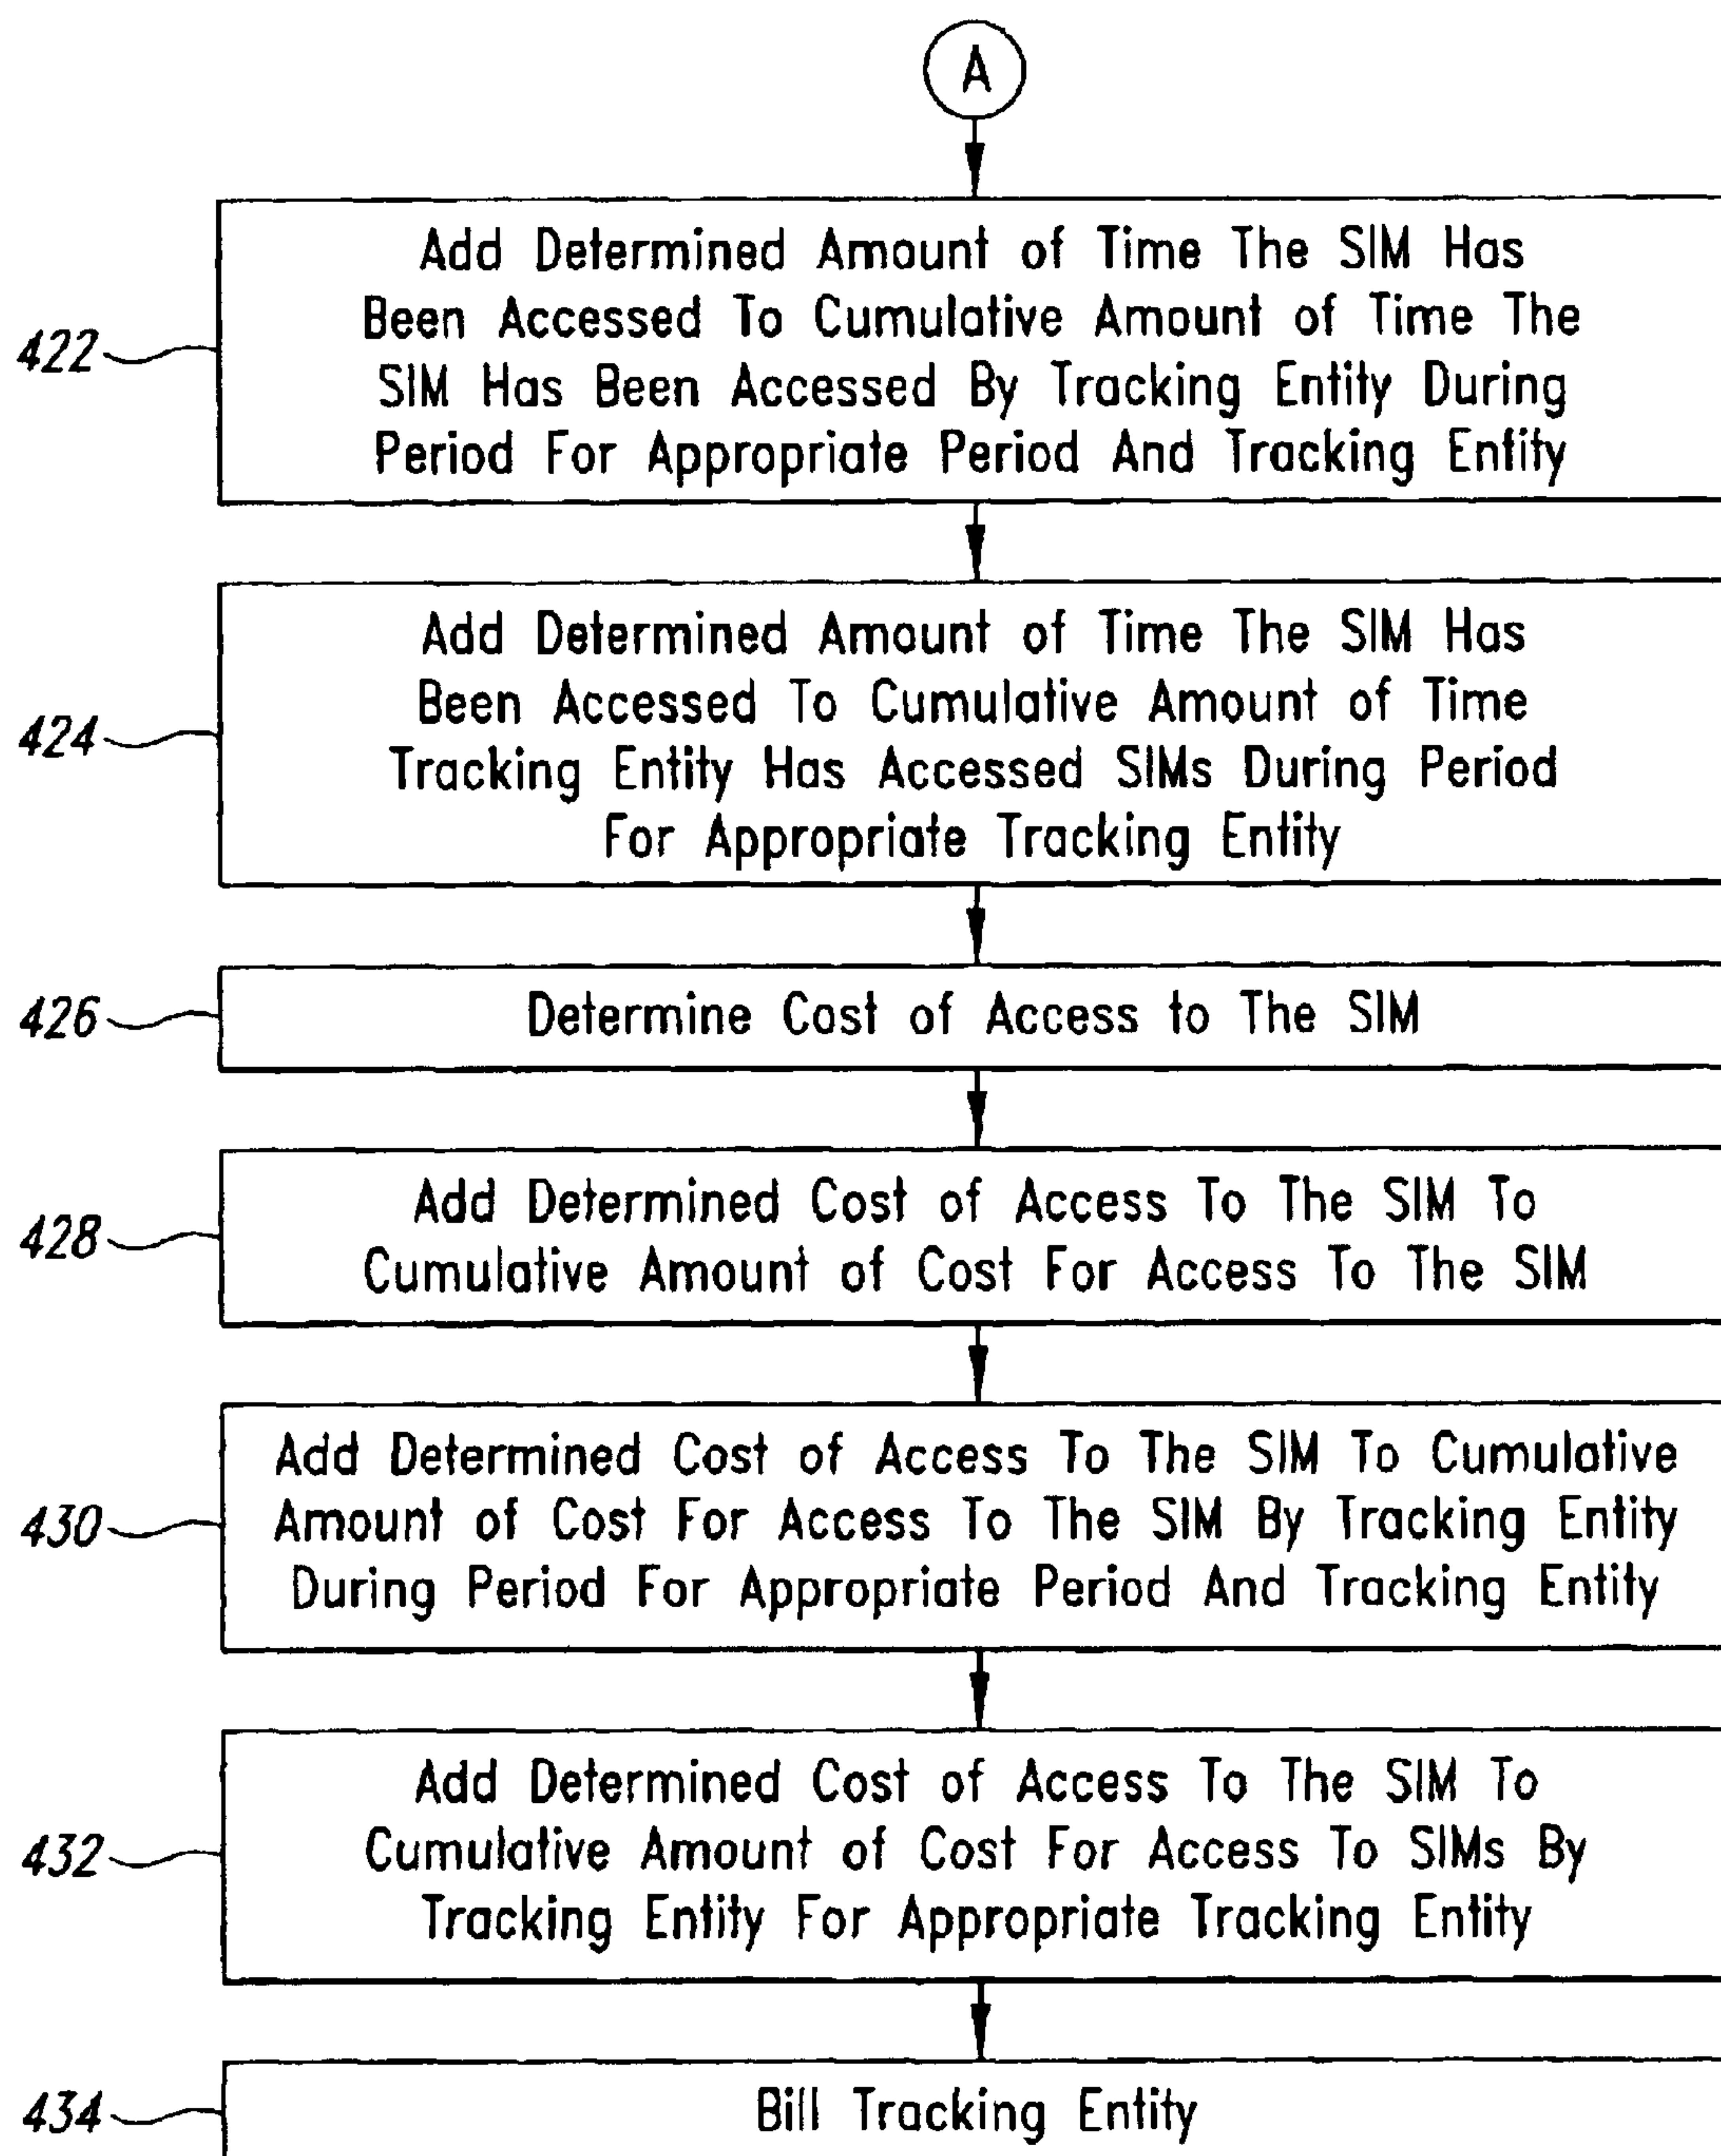 A
422
Add Determined Amount of Time The SIM Has
Been Accessed To Cumulative Amount of Time The
SIM Has Been Accessed By Tracking Entity During
Period For Appropriate Period And Tracking Entity
424
Add Determined Amount of Time The SIM Has
Been Accessed To Cumulative Amount of Time
Tracking Entity Has Accessed SIMs During Period
For Appropriate Tracking Entity
426
Determine Cost of Access to The SIM
428
Add Determined Cost of Access To The SIM To
Cumulative Amount of Cost For Access To The SIM
430
Add Determined Cost of Access To The SIM To Cumulative
Amount of Cost For Access To The SIM By Tracking Entity
During Period For Appropriate Period And Tracking Entity
432
Add Determined Cost of Access To The SIM To
Cumulative Amount of Cost For Access To SIMs By
Tracking Entity For Appropriate Tracking Entity
434
Bill Tracking Entity